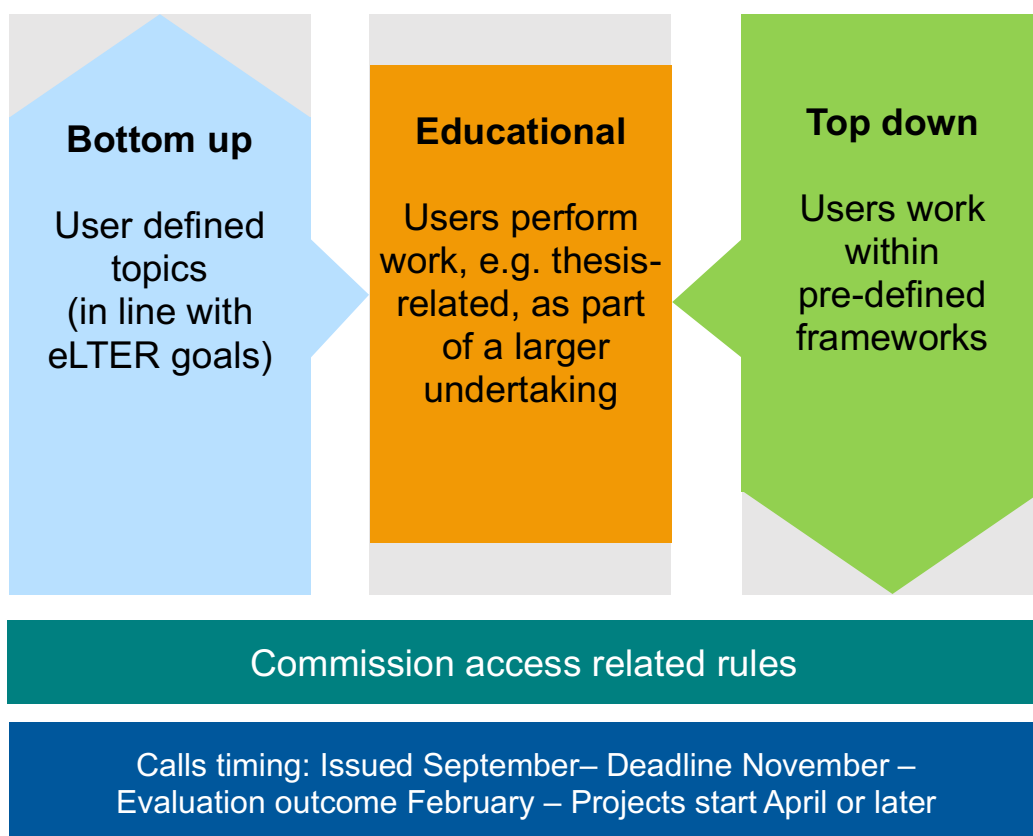 Bottom up
User defined
topics
(in line with
eLTER goals)
Educational
Users perform
work, e.g. thesis-
related, as part
of a larger
undertaking
Top down
Users work
within
pre-defined
frameworks
Commission access related rules
Calls timing: Issued September– Deadline November –
Evaluation outcome February – Projects start April or later